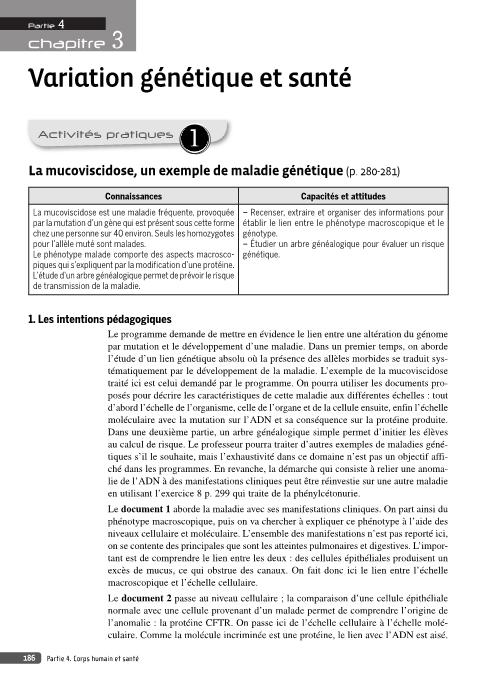 Partie 4
chapitre 3
Variation génétique et santé
Activités pratiques 1
La mucoviscidose, un exemple de maladie génétique (p. 280-281)
Connaissances
Capacités et attitudes
La mucoviscidose est une maladie fréquente, provoquée
par la mutation d'un gène qui est présent sous cette forme
chez une personne sur 40 environ. Seuls les homozygotes
pour l'allèle muté sont malades.
Le phénotype malade comporte des aspects macrosco-
piques qui s'expliquent par la modification d'une protéine.
L'étude d'un arbre généalogique permet de prévoir le risque
de transmission de la maladie.
– Recenser, extraire et organiser des informations pour
établir le lien entre le phénotype macroscopique et le
génotype.
– Étudier un arbre généalogique pour évaluer un risque
génétique.
1. Les intentions pédagogiques
Le programme demande de mettre en évidence le lien entre une altération du génome
par mutation et le développement d'une maladie. Dans un premier temps, on aborde
l'étude d'un lien génétique absolu où la présence des allèles morbides se traduit sys-
tématiquement par le développement de la maladie. L'exemple de la mucoviscidose
traité ici est celui demandé par le programme. On pourra utiliser les documents pro-
posés pour décrire les caractéristiques de cette maladie aux différentes échelles : tout
d'abord l'échelle de l'organisme, celle de l'organe et de la cellule ensuite, enfin l'échelle
moléculaire avec la mutation sur l'ADN et sa conséquence sur la protéine produite.
Dans une deuxième partie, un arbre généalogique simple permet d'initier les élèves
au calcul de risque. Le professeur pourra traiter d'autres exemples de maladies géné-
tiques s'il le souhaite, mais l'exhaustivité dans ce domaine n'est pas un objectif affi-
ché dans les programmes. En revanche, la démarche qui consiste à relier une anoma-
lie de l'ADN à des manifestations cliniques peut être réinvestie sur une autre maladie
en utilisant l'exercice 8 p. 299 qui traite de la phénylcétonurie.
Le document 1 aborde la maladie avec ses manifestations cliniques. On part ainsi du
phénotype macroscopique, puis on va chercher à expliquer ce phénotype à l'aide des
niveaux cellulaire et moléculaire. L'ensemble des manifestations n'est pas reporté ici,
on se contente des principales que sont les atteintes pulmonaires et digestives. L'impor-
tant est de comprendre le lien entre les deux : des cellules épithéliales produisent un
excès de mucus, ce qui obstrue des canaux. On fait donc ici le lien entre l'échelle
macroscopique et l'échelle cellulaire.
Le document 2 passe au niveau cellulaire ; la comparaison d'une cellule épithéliale
normale avec une cellule provenant d'un malade permet de comprendre l'origine de
l'anomalie : la protéine CFTR. On passe ici de l'échelle cellulaire à l'échelle molé-
culaire. Comme la molécule incriminée est une protéine, le lien avec l'ADN est aisé.
186 Partie 4. Corps humain et santé